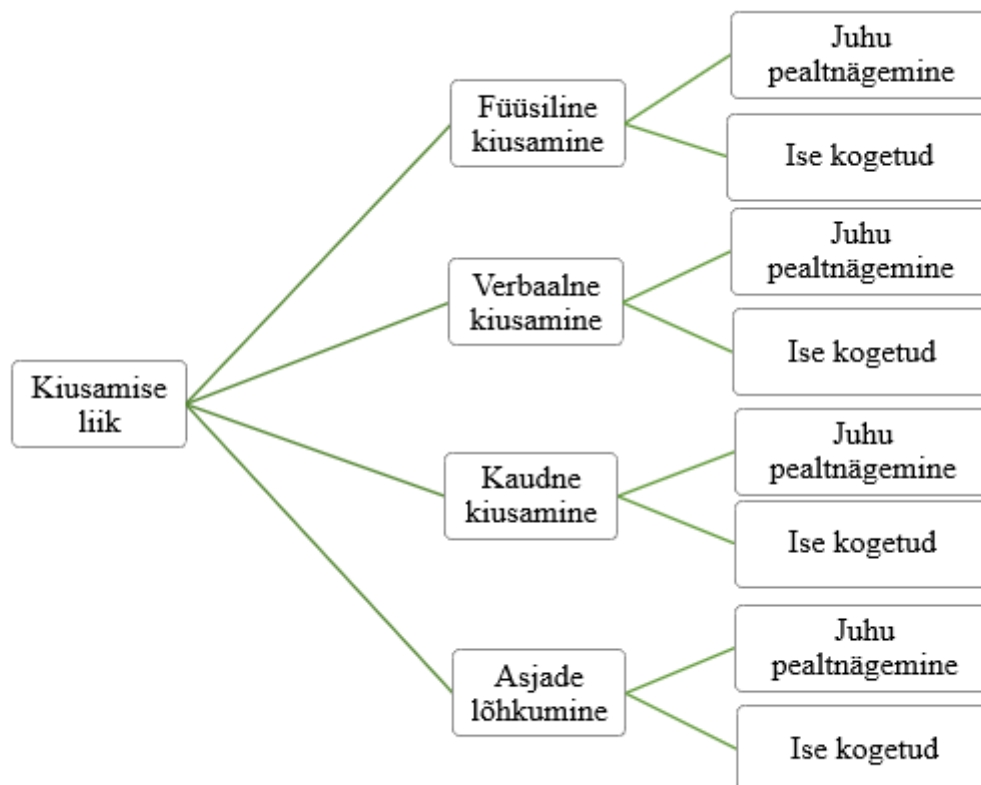 Kiusamise
liik
Füüsiline
kiusamine
Juhu
pealtnägemine
Ise kogetud
Verbaalne
kiusamine
Juhu
pealtnägemine
Ise kogetud
Kaudne
kiusamine
Juhu
pealtnägemine
Ise kogetud
Asjade
lõhkumine
Juhu
pealtnägemine
Ise kogetud